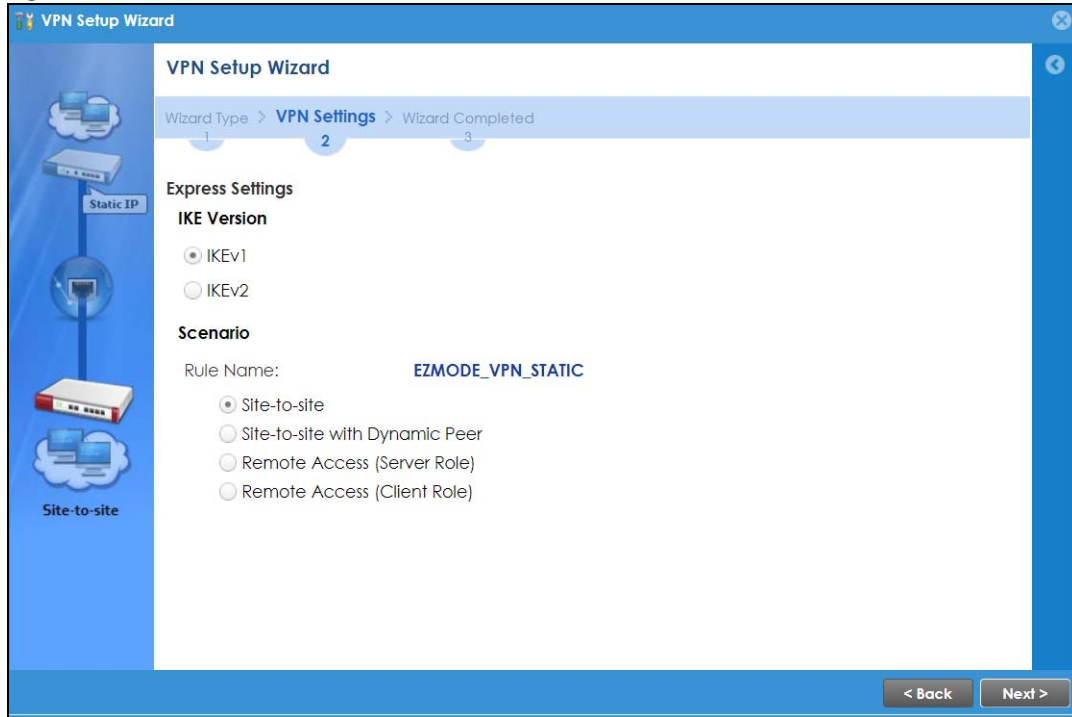 VPN Setup Wizard
VPN Setup Wizard
Wizard Type > VPN Settings > Wizard Completed
1 2 3
Static IP
Express Settings
IKE Version
IKEv1
IKEv2
Scenario
Rule Name: EZMODE_VPN_STATIC
Site-to-site
Site-to-site with Dynamic Peer
Remote Access (Server Role)
Remote Access (Client Role)
Site-to-site
< Back Next >